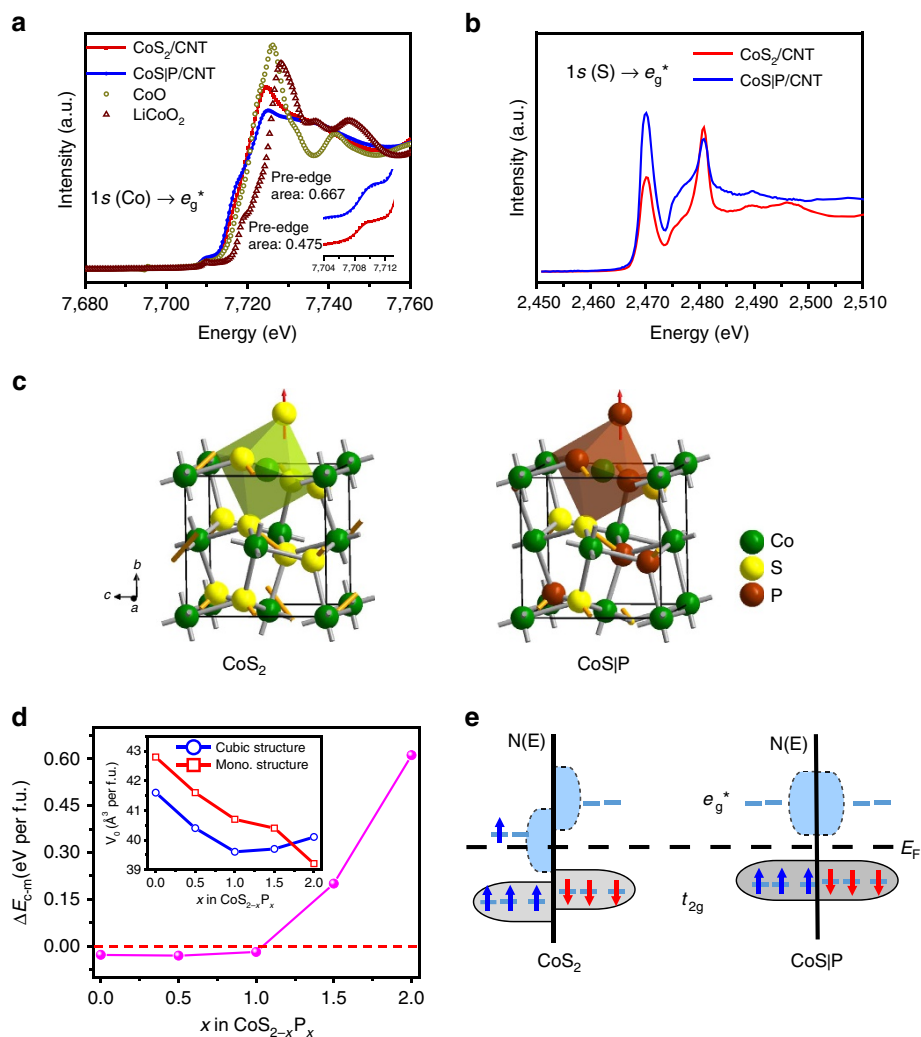 a
CoS2/CNT
CoS|P/CNT
CoO
LiCoO2
1s (Co) → eg*
Pre-edge
area: 0.667
Pre-edge
area: 0.475
7,704 7,708 7,712
Intensity (a.u.)
7,680 7,700 7,720 7,740 7,760
Energy (eV)
b
1s (S) → eg*
CoS2/CNT
CoS|P/CNT
Intensity (a.u.)
2,450 2,460 2,470 2,480 2,490 2,500 2,510
Energy (eV)
c
b
c
a
CoS2
CoS|P
Co
S
P
d
ΔEc-m(eV per f.u.)
0.60
0.45
0.30
0.15
0.00
0.0 0.5 1.0 1.5 2.0
x in CoS2−xPx
Cubic structure
Mono. structure
V0 (Å3 per f.u.)
43
42
41
40
39
0.0 0.5 1.0 1.5 2.0
x in CoS2−xPx
e
N(E)
N(E)
eg*
EF
t2g
CoS2
CoS|P